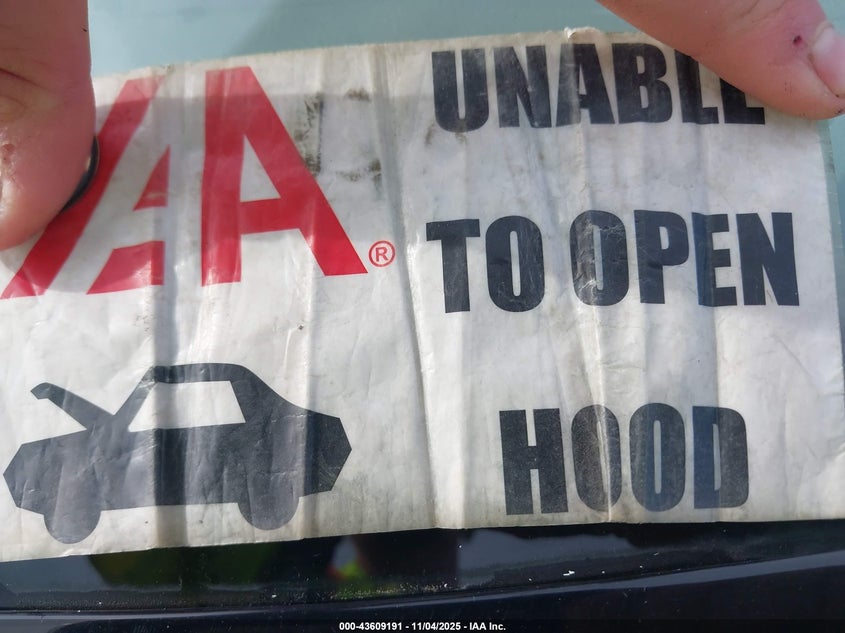 IAA®
UNABLE
TO OPEN
HOOD
000-43609191 - 11/04/2025 - IAA Inc.